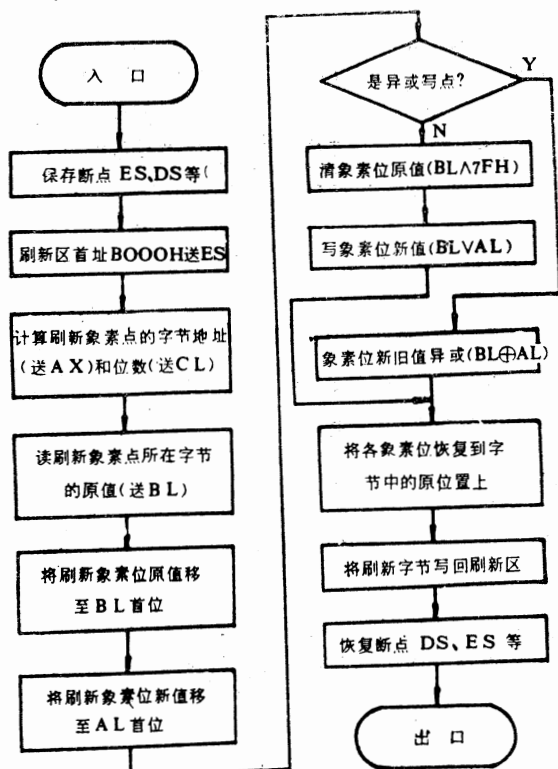 入 口
保存断点 ES、DS等(
刷新区首址BOOOH送ES
计算刷新象素点的字节地址
(送AX)和位数(送CL)
读刷新象素点所在字节
的原值(送BL)
将刷新象素位原值移
至BL首位
将刷新象素位新值移
至AL首位
是异或写点?
Y
N
清象素位原值(BL∧7FH)
写象素位新值(BL∨AL)
象素位新旧值异或(BL⊕AL)
将各象素位恢复到字
节中的原位置上
将刷新字节写回刷新区
恢复断点 DS、ES 等
出 口